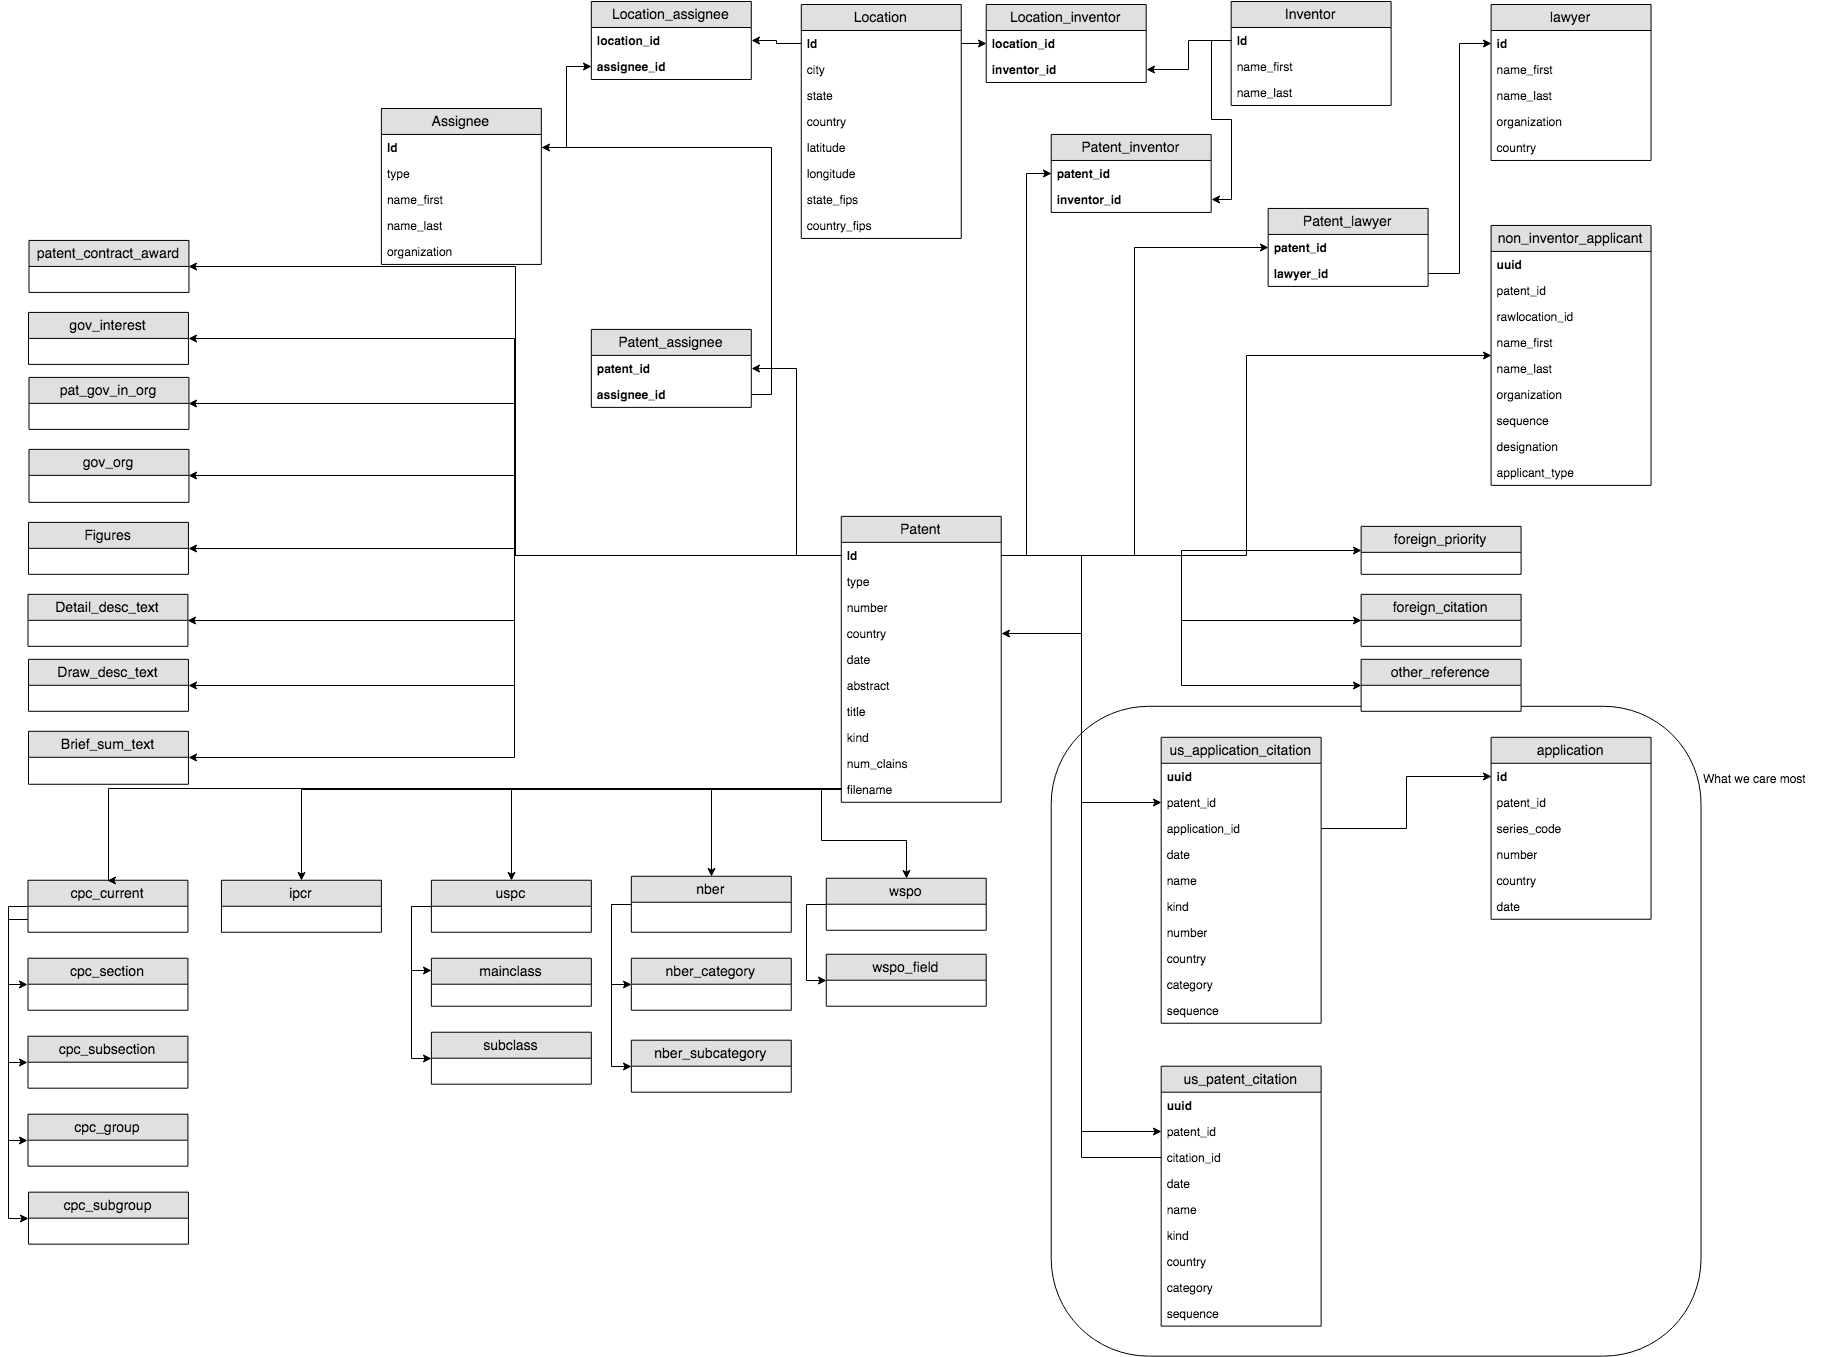 Location_assignee
location_id
assignee_id
Location
Id
city
state
country
latitude
longitude
state_fips
country_fips
Location_inventor
location_id
inventor_id
Inventor
Id
name_first
name_last
lawyer
id
name_first
name_last
organization
country
Assignee
Id
type
name_first
name_last
organization
Patent_inventor
patent_id
inventor_id
Patent_lawyer
patent_id
lawyer_id
non_inventor_applicant
uuid
patent_id
rawlocation_id
name_first
name_last
organization
sequence
designation
applicant_type
patent_contract_award
gov_interest
pat_gov_in_org
gov_org
Figures
Detail_desc_text
Draw_desc_text
Brief_sum_text
Patent_assignee
patent_id
assignee_id
Patent
Id
type
number
country
date
abstract
title
kind
num_clains
filename
foreign_priority
foreign_citation
other_reference
us_application_citation
uuid
patent_id
application_id
date
name
kind
number
country
category
sequence
application
id
patent_id
series_code
number
country
date
What we care most
us_patent_citation
uuid
patent_id
citation_id
date
name
kind
country
category
sequence
cpc_current
cpc_section
cpc_subsection
cpc_group
cpc_subgroup
ipcr
uspc
mainclass
subclass
nber
nber_category
nber_subcategory
wspo
wspo_field